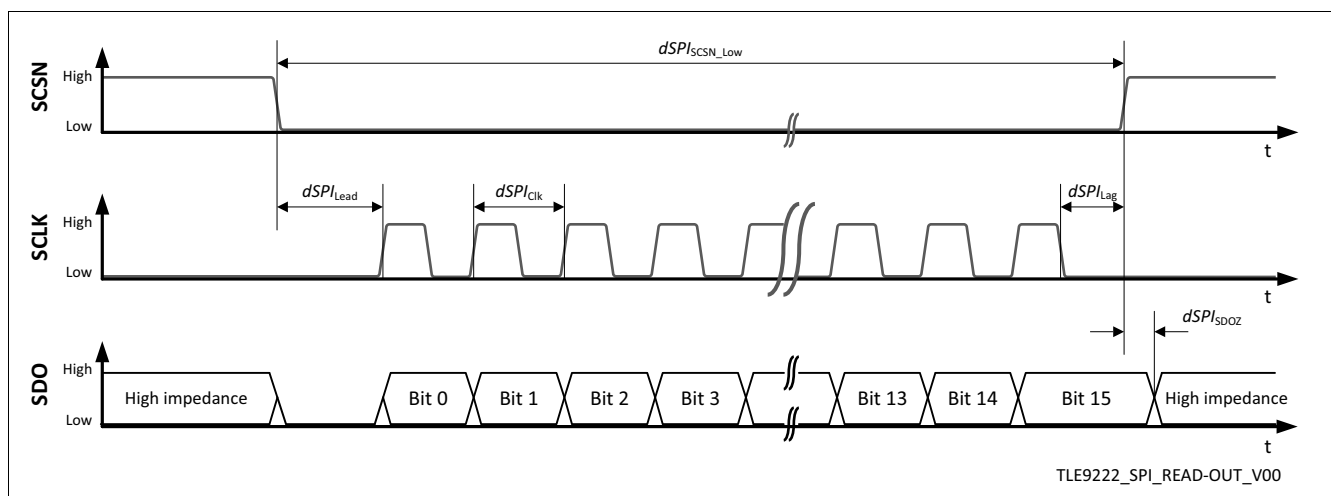 dSPISCSN_Low
SCSN
High
Low
t
dSPILead
dSPIClk
dSPILag
SCLK
High
Low
t
dSPISDOZ
SDO
High
High impedance
Bit 0
Bit 1
Bit 2
Bit 3
Bit 13
Bit 14
Bit 15
High impedance
Low
t
TLE9222_SPI_READ-OUT_V00